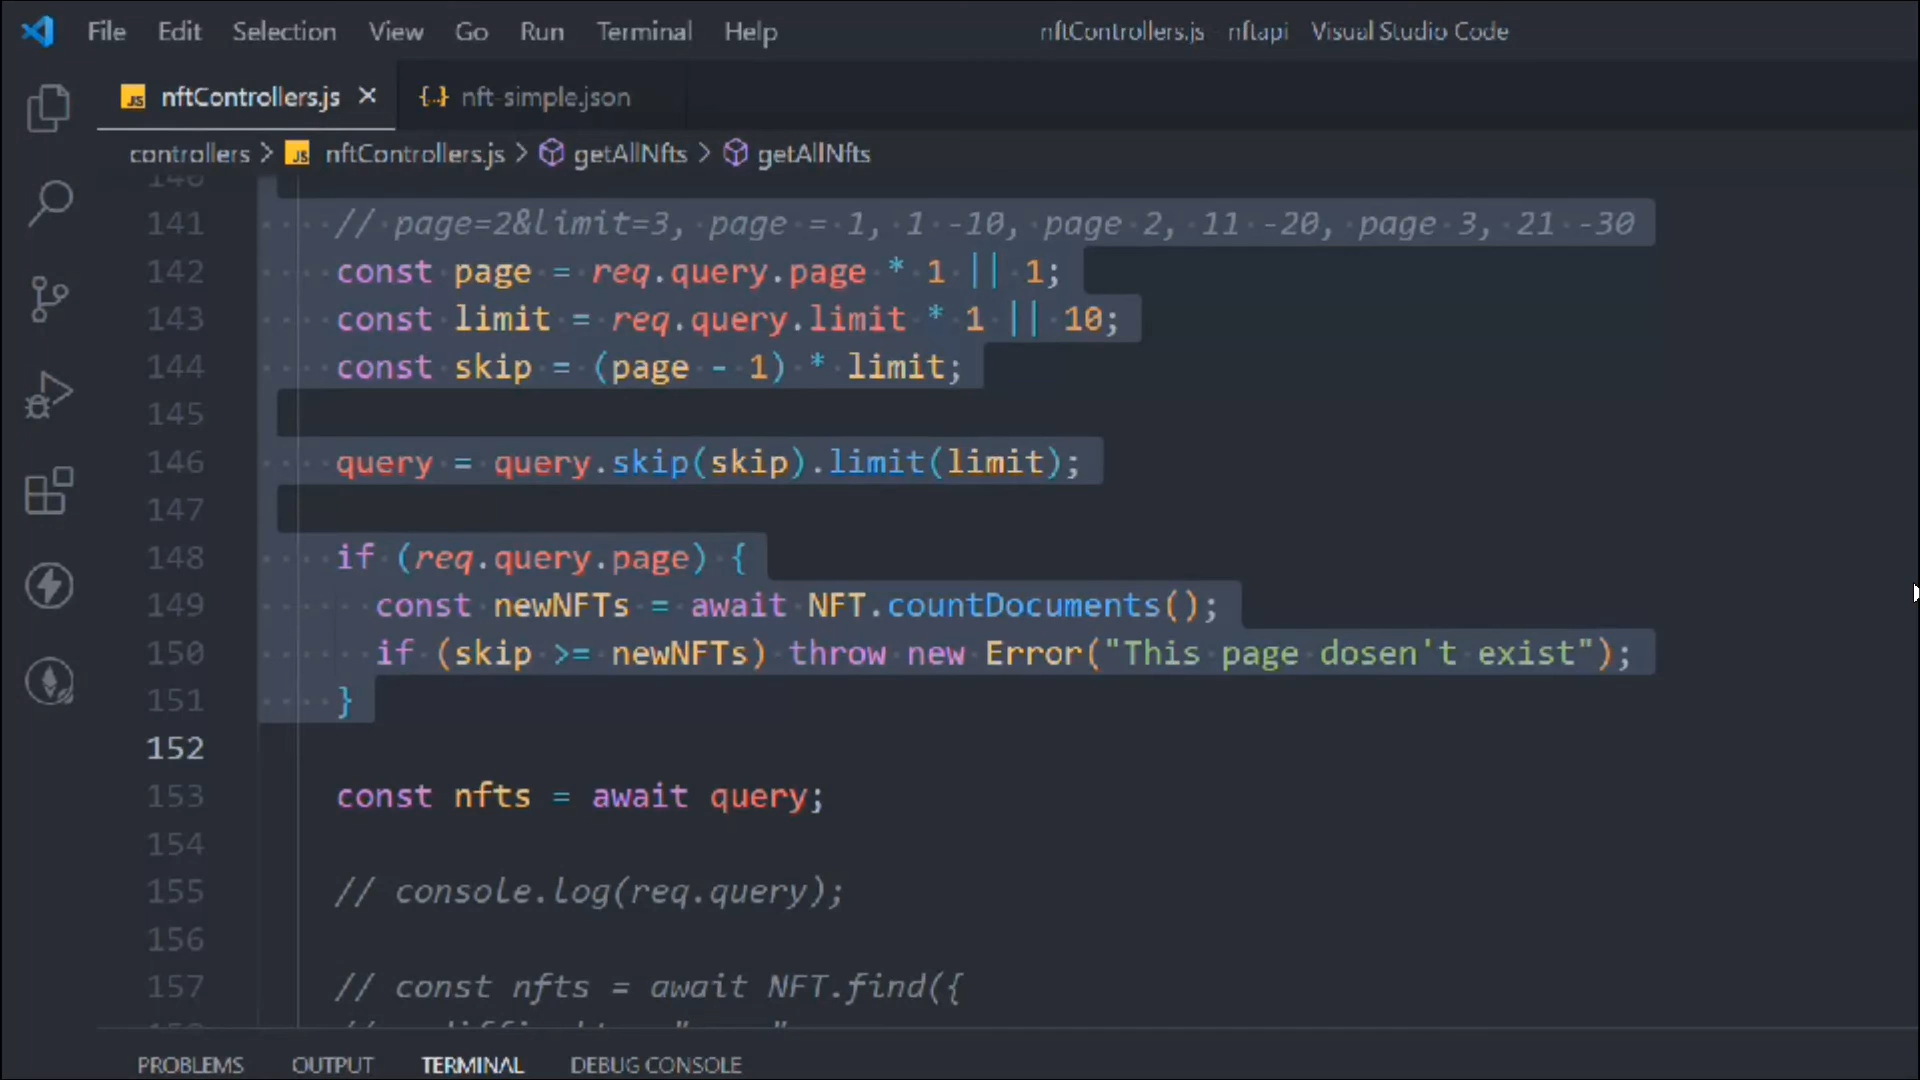 File Edit Selection View Go Run Terminal Help nftControllers.js nftapi Visual Studio Code
JS nftControllers.js × {..} nft-simple.json
controllers > JS nftControllers.js > getAllNfts > getAllNfts
140
141 // page=2&limit=3, page = 1, 1 -10, page 2, 11 -20, page 3, 21 -30
142 const page = req.query.page * 1 || 1;
143 const limit = req.query.limit * 1 || 10;
144 const skip = (page - 1) * limit;
145
146 query = query.skip(skip).limit(limit);
147
148 if (req.query.page) {
149 const newNFTs = await NFT.countDocuments();
150 if (skip >= newNFTs) throw new Error("This page dosen't exist");
151 }
152
153 const nfts = await query;
154
155 // console.log(req.query);
156
157 // const nfts = await NFT.find({
PROBLEMS OUTPUT TERMINAL DEBUG CONSOLE